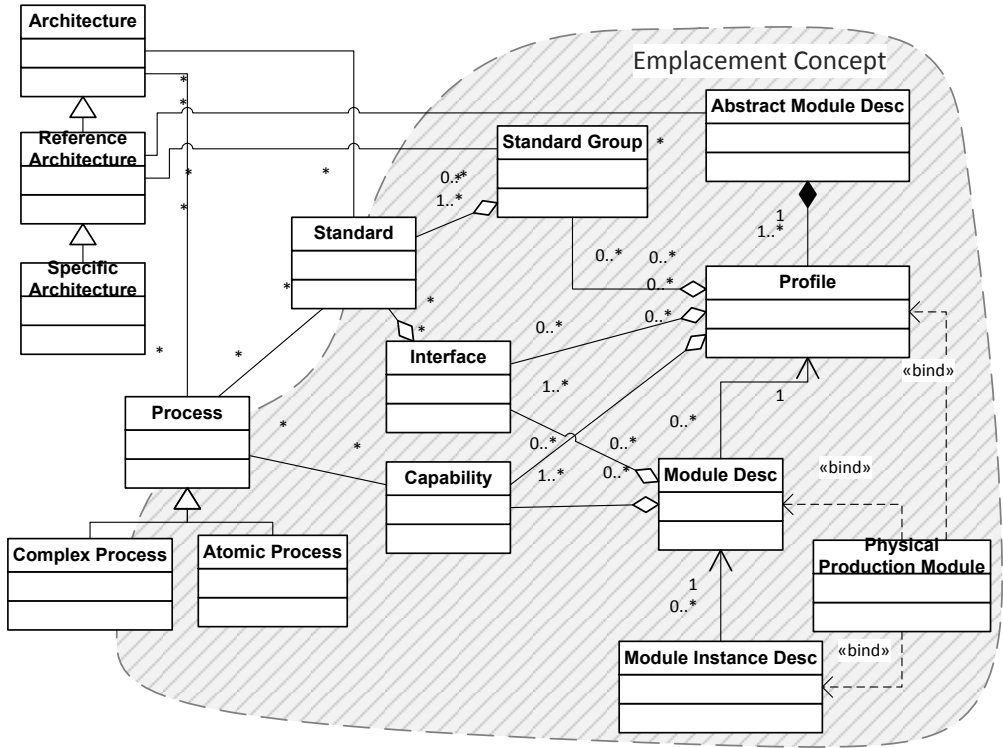 Architecture
Emplacement Concept
*
*
Abstract Module Desc
Reference
Architecture
Standard Group
*
*
*
0..*
*
1..*
*
1
1..*
Standard
Specific
Architecture
0..*
0..*
Profile
*
0..*
*
*
0..*
0..*
*
*
Interface
«bind»
1..*
1
Process
*
0..*
*
0..*
0..*
Capability
1..*
0..*
Module Desc
«bind»
Complex Process
Atomic Process
Physical
Production Module
1
0..*
Module Instance Desc
«bind»